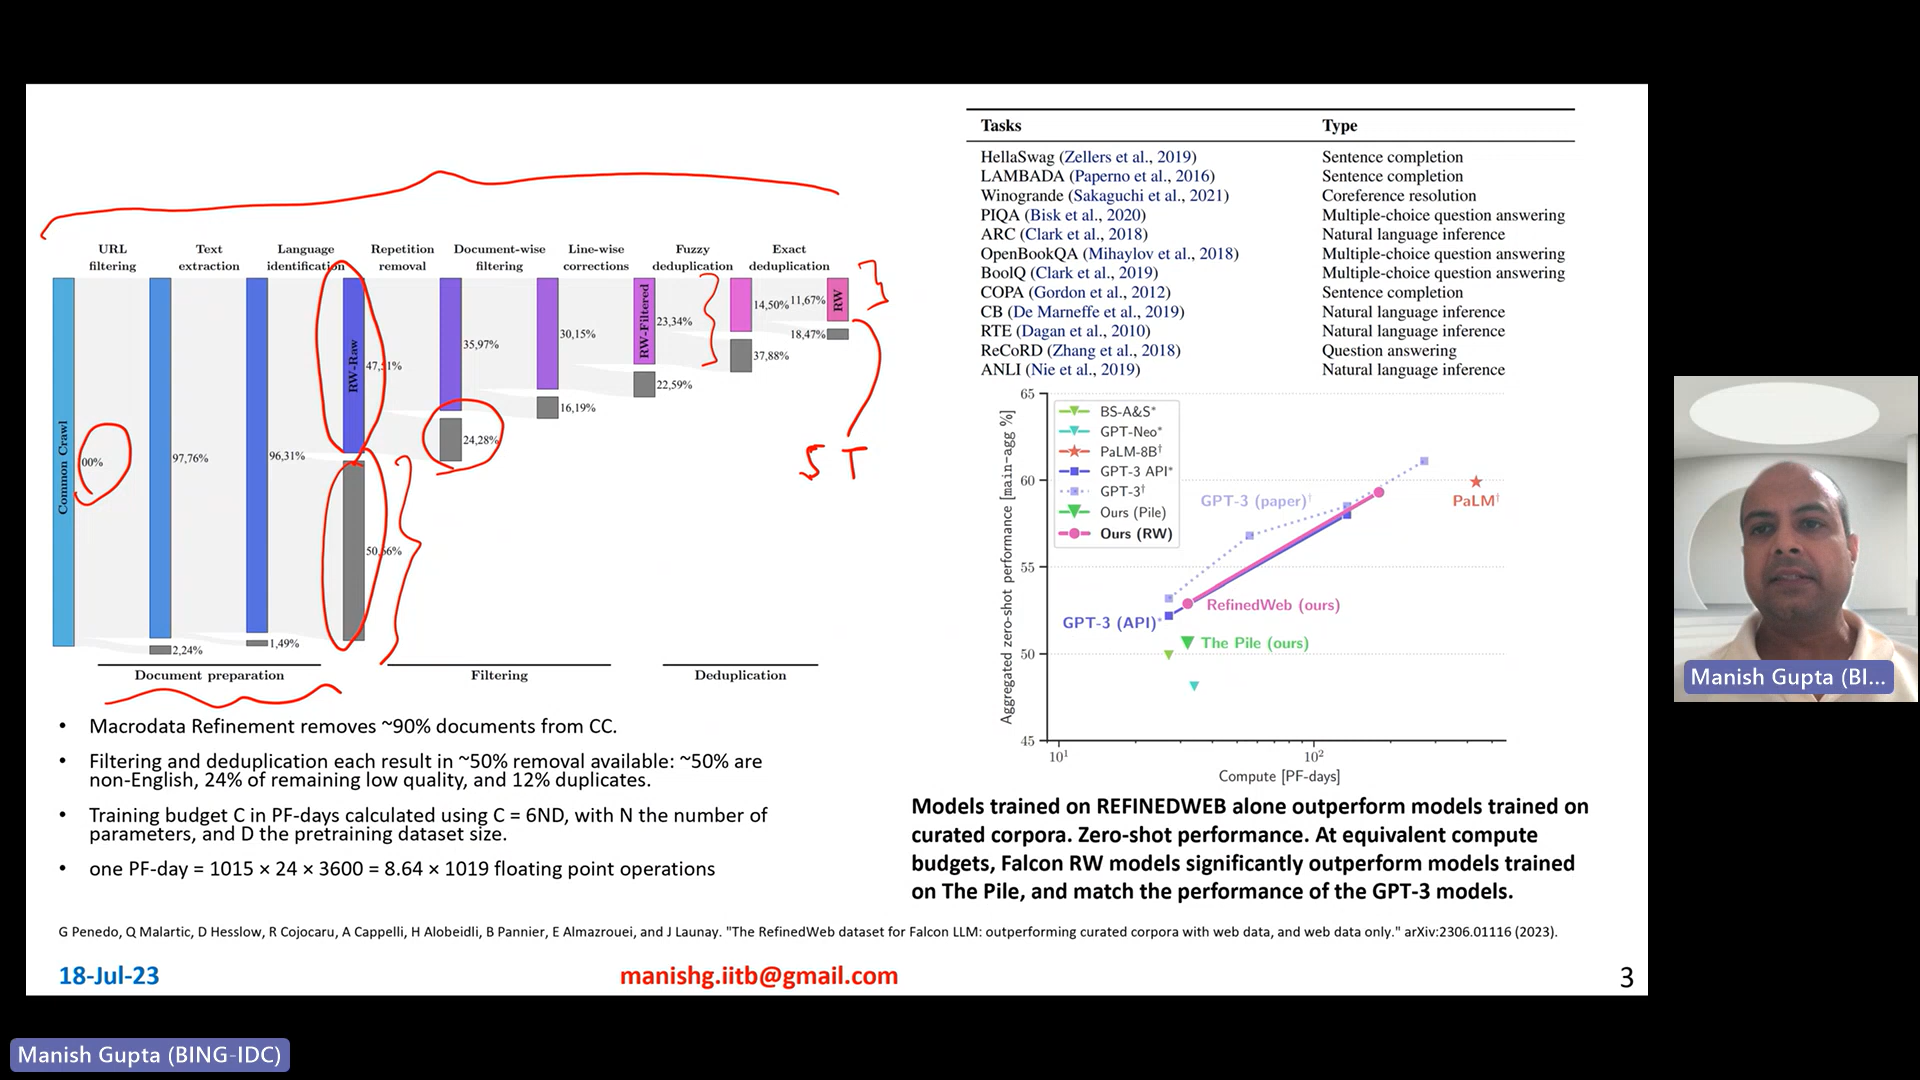 URL filtering
Text extraction
Language identification
Repetition removal
Document-wise filtering
Line-wise corrections
Fuzzy deduplication
Exact deduplication
Common Crawl
00%
97,76%
2,24%
96,31%
1,49%
RW-Raw
47,51%
50,66%
35,97%
24,28%
30,15%
16,19%
RW-Filtered
23,34%
22,59%
14,50%
37,88%
11,67%
RW
18,47%
5 T
Document preparation
Filtering
Deduplication
• Macrodata Refinement removes ~90% documents from CC.
• Filtering and deduplication each result in ~50% removal available: ~50% are
non-English, 24% of remaining low quality, and 12% duplicates.
• Training budget C in PF-days calculated using C = 6ND, with N the number of
parameters, and D the pretraining dataset size.
• one PF-day = 1015 × 24 × 3600 = 8.64 × 1019 floating point operations
Tasks Type
HellaSwag (Zellers et al., 2019) Sentence completion
LAMBADA (Paperno et al., 2016) Sentence completion
Winogrande (Sakaguchi et al., 2021) Coreference resolution
PIQA (Bisk et al., 2020) Multiple-choice question answering
ARC (Clark et al., 2018) Natural language inference
OpenBookQA (Mihaylov et al., 2018) Multiple-choice question answering
BoolQ (Clark et al., 2019) Multiple-choice question answering
COPA (Gordon et al., 2012) Sentence completion
CB (De Marneffe et al., 2019) Natural language inference
RTE (Dagan et al., 2010) Natural language inference
ReCoRD (Zhang et al., 2018) Question answering
ANLI (Nie et al., 2019) Natural language inference
Aggregated zero-shot performance [main-agg %]
65
60
55
50
45
BS-A&S*
GPT-Neo*
PaLM-8B†
GPT-3 API*
GPT-3†
Ours (Pile)
Ours (RW)
GPT-3 (paper)†
PaLM†
RefinedWeb (ours)
GPT-3 (API)*
The Pile (ours)
10¹ 10²
Compute [PF-days]
Models trained on REFINEDWEB alone outperform models trained on
curated corpora. Zero-shot performance. At equivalent compute
budgets, Falcon RW models significantly outperform models trained
on The Pile, and match the performance of the GPT-3 models.
G Penedo, Q Malartic, D Hesslow, R Cojocaru, A Cappelli, H Alobeidli, B Pannier, E Almazrouei, and J Launay. "The RefinedWeb dataset for Falcon LLM: outperforming curated corpora with web data, and web data only." arXiv:2306.01116 (2023).
18-Jul-23 manishg.iitb@gmail.com 3
Manish Gupta (BI...
Manish Gupta (BING-IDC)